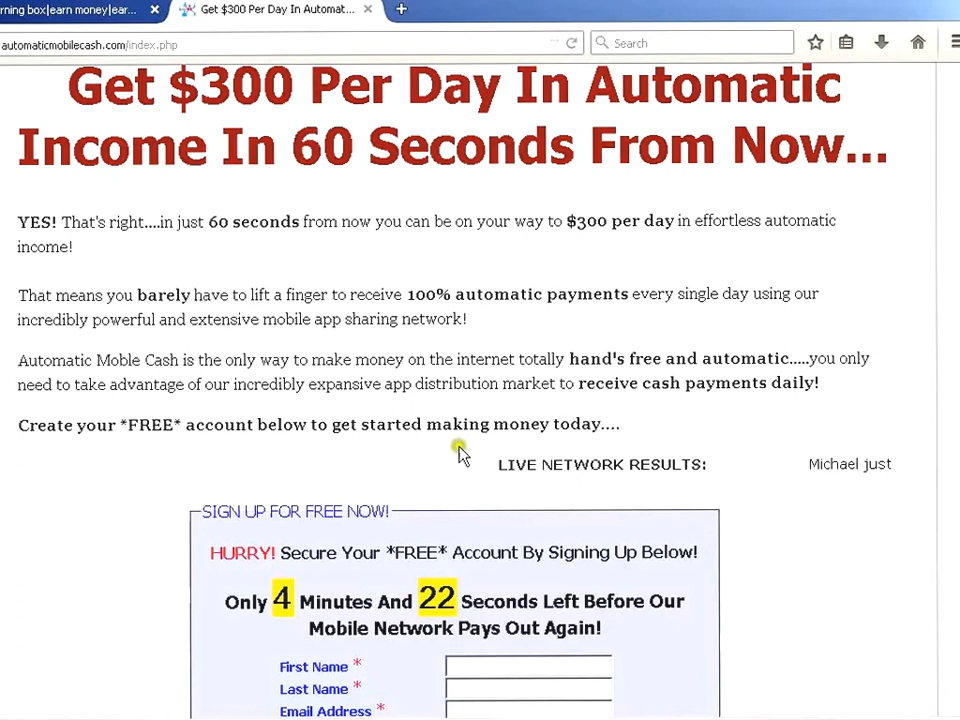 rning box|earn money|ear...
Get $300 Per Day In Automat...
automaticmobilecash.com/index.php
Search
Get $300 Per Day In Automatic
Income In 60 Seconds From Now...
YES! That's right....in just 60 seconds from now you can be on your way to $300 per day in effortless automatic
income!
That means you barely have to lift a finger to receive 100% automatic payments every single day using our
incredibly powerful and extensive mobile app sharing network!
Automatic Moble Cash is the only way to make money on the internet totally hand's free and automatic.....you only
need to take advantage of our incredibly expansive app distribution market to receive cash payments daily!
Create your *FREE* account below to get started making money today....
LIVE NETWORK RESULTS: Michael just
SIGN UP FOR FREE NOW!
HURRY! Secure Your *FREE* Account By Signing Up Below!
Only 4 Minutes And 22 Seconds Left Before Our
Mobile Network Pays Out Again!
First Name *
Last Name *
Email Address *